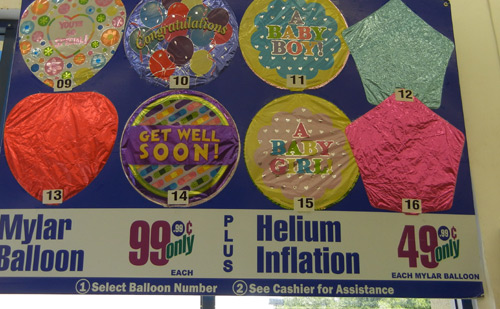 09
Congratulations
10
A
BABY
BOY!
11
12
13
GET WELL
SOON!
14
A
BABY
GIRL!
15
16
Mylar
Balloon
99 .99¢
only
EACH
PLUS
Helium
Inflation
49 .99¢
only
EACH MYLAR BALLOON
1 Select Balloon Number 2 See Cashier for Assistance